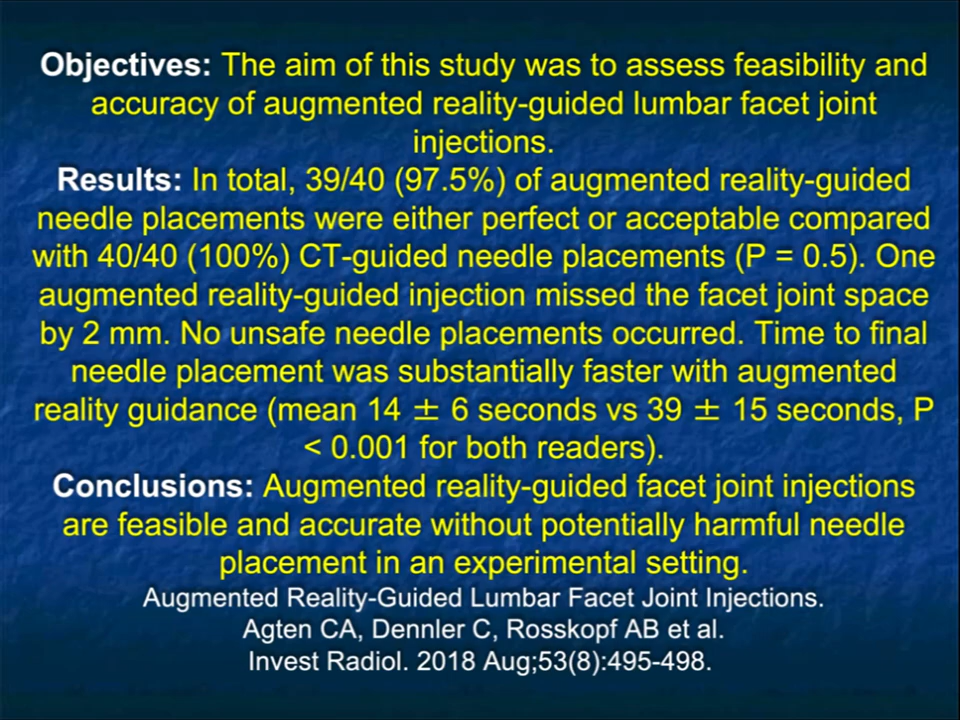 Objectives: The aim of this study was to assess feasibility and
accuracy of augmented reality-guided lumbar facet joint
injections.
Results: In total, 39/40 (97.5%) of augmented reality-guided
needle placements were either perfect or acceptable compared
with 40/40 (100%) CT-guided needle placements (P = 0.5). One
augmented reality-guided injection missed the facet joint space
by 2 mm. No unsafe needle placements occurred. Time to final
needle placement was substantially faster with augmented
reality guidance (mean 14 ± 6 seconds vs 39 ± 15 seconds, P
< 0.001 for both readers).
Conclusions: Augmented reality-guided facet joint injections
are feasible and accurate without potentially harmful needle
placement in an experimental setting.
Augmented Reality-Guided Lumbar Facet Joint Injections.
Agten CA, Dennler C, Rosskopf AB et al.
Invest Radiol. 2018 Aug;53(8):495-498.